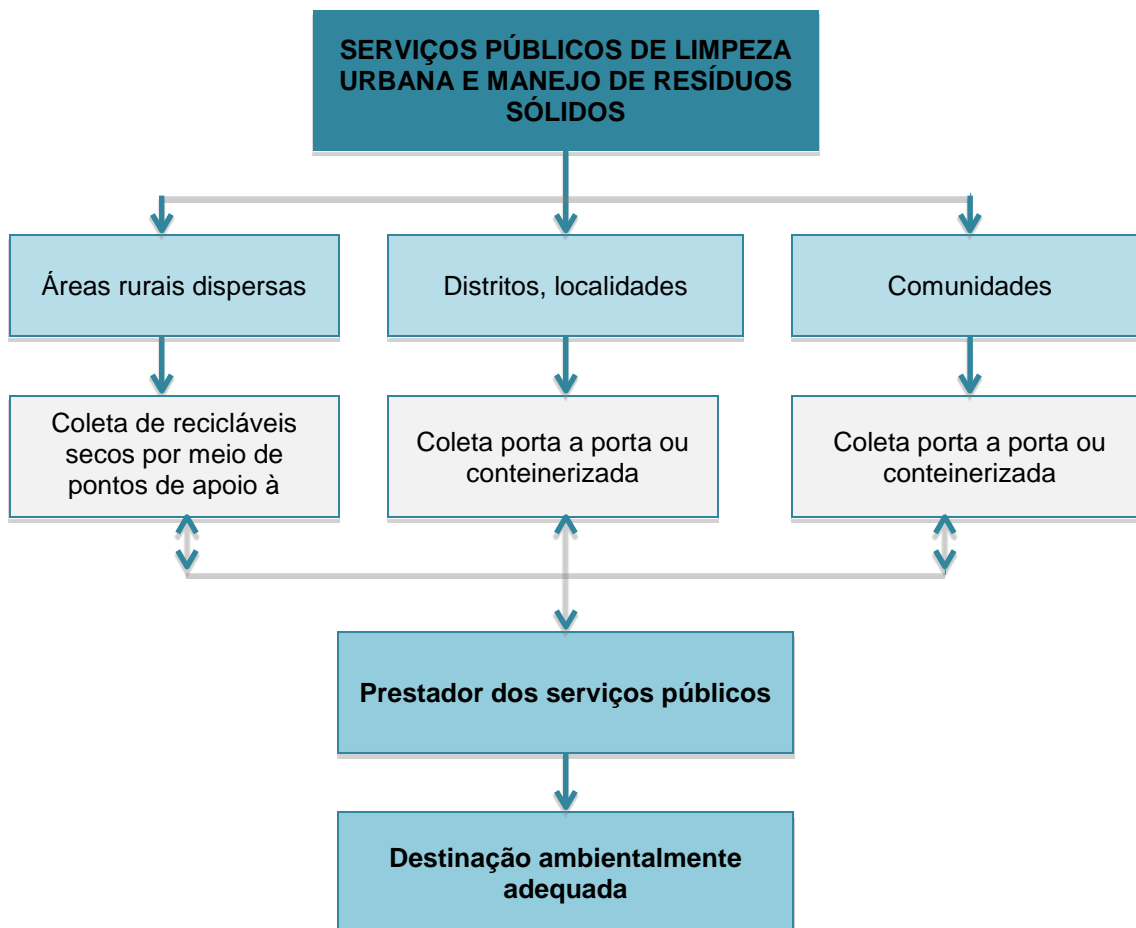 SERVIÇOS PÚBLICOS DE LIMPEZA
URBANA E MANEJO DE RESÍDUOS
SÓLIDOS
Áreas rurais dispersas
Distritos, localidades
Comunidades
Coleta de recicláveis
secos por meio de
pontos de apoio à
Coleta porta a porta ou
conteinerizada
Coleta porta a porta ou
conteinerizada
Prestador dos serviços públicos
Destinação ambientalmente
adequada